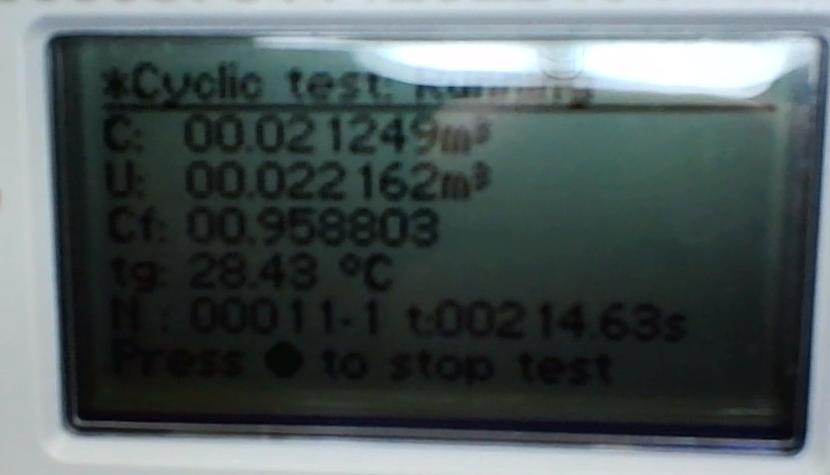 *Cyclic test: Running
C: 00.021249m³
U: 00.022162m³
Cf: 00.958803
tg: 28.43 °C
N : 00011-1 t:00214.63s
Press ● to stop test